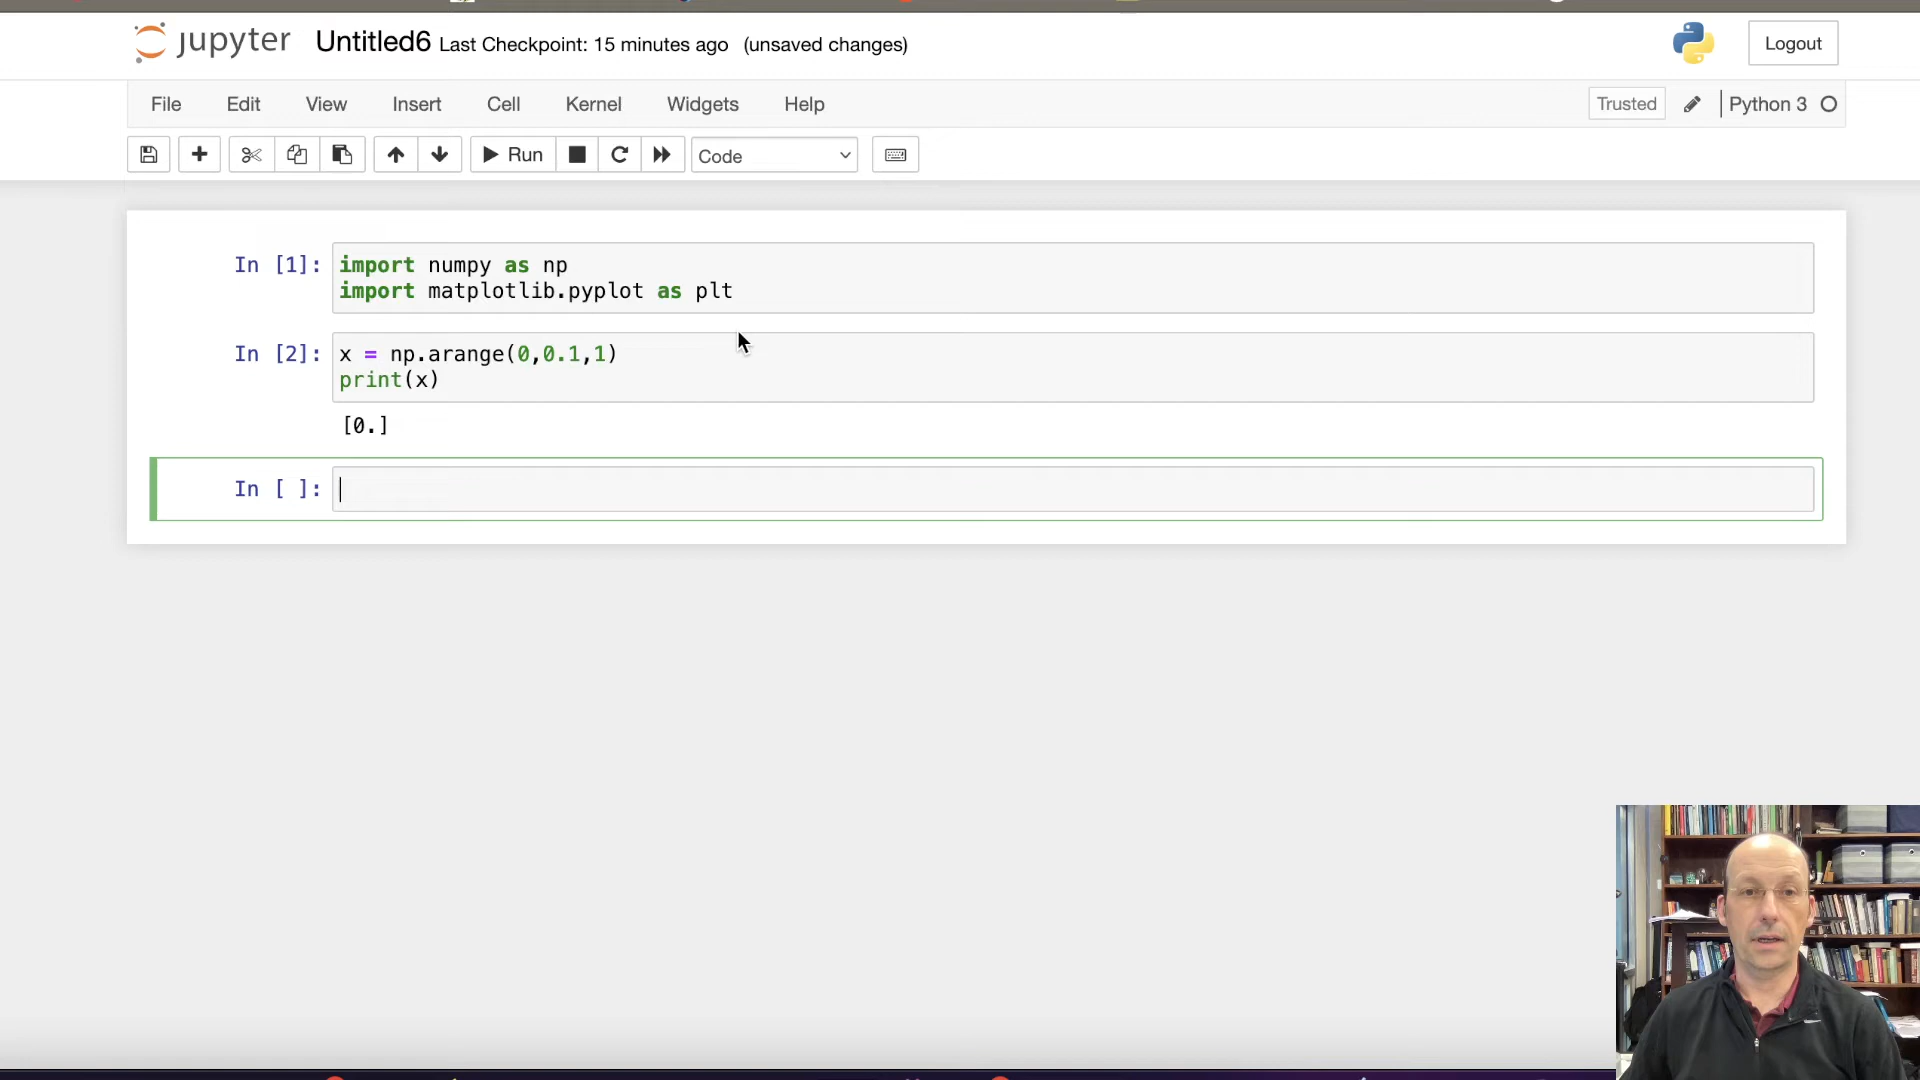 jupyter Untitled6 Last Checkpoint: 15 minutes ago (unsaved changes) Logout
File Edit View Insert Cell Kernel Widgets Help Trusted Python 3
Run Code
In [1]: import numpy as np
import matplotlib.pyplot as plt
In [2]: x = np.arange(0,0.1,1)
print(x)
[0.]
In [ ]: